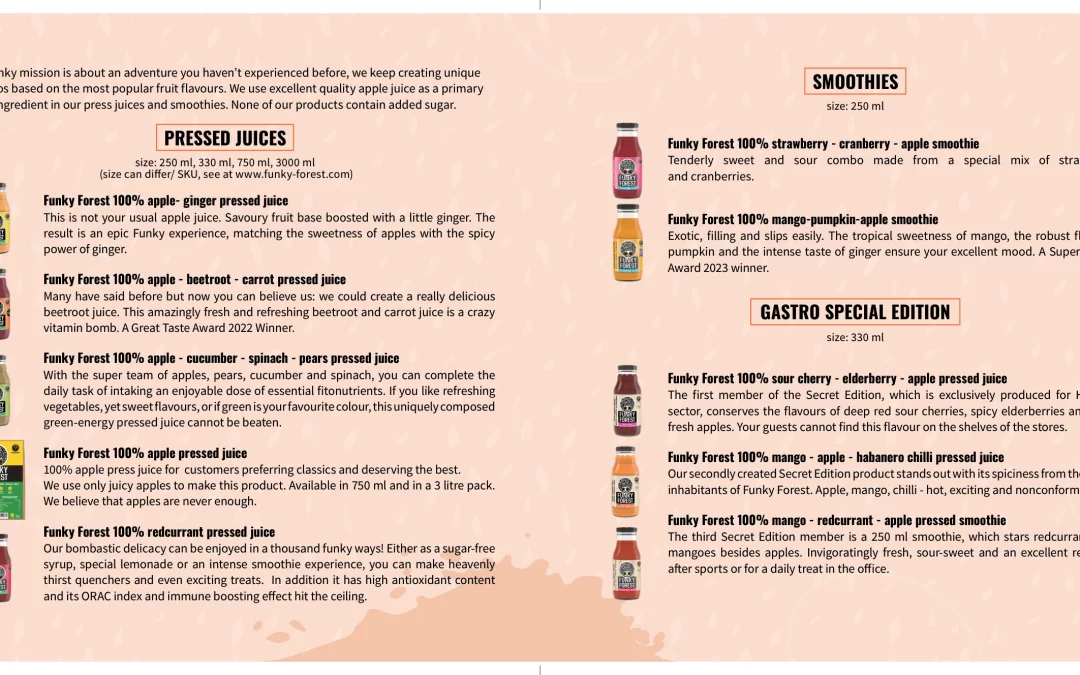 nky mission is about an adventure you haven't experienced before, we keep creating unique
os based on the most popular fruit flavours. We use excellent quality apple juice as a primary
ngredient in our press juices and smoothies. None of our products contain added sugar.
PRESSED JUICES
size: 250 ml, 330 ml, 750 ml, 3000 ml
(size can differ/ SKU, see at www.funky-forest.com)
Funky Forest 100% apple- ginger pressed juice
This is not your usual apple juice. Savoury fruit base boosted with a little ginger. The
result is an epic Funky experience, matching the sweetness of apples with the spicy
power of ginger.
Funky Forest 100% apple - beetroot - carrot pressed juice
Many have said before but now you can believe us: we could create a really delicious
beetroot juice. This amazingly fresh and refreshing beetroot and carrot juice is a crazy
vitamin bomb. A Great Taste Award 2022 Winner.
Funky Forest 100% apple - cucumber - spinach - pears pressed juice
With the super team of apples, pears, cucumber and spinach, you can complete the
daily task of intaking an enjoyable dose of essential fitonutrients. If you like refreshing
vegetables, yet sweet flavours, or if green is your favourite colour, this uniquely composed
green-energy pressed juice cannot be beaten.
Funky Forest 100% apple pressed juice
100% apple press juice for customers preferring classics and deserving the best.
We use only juicy apples to make this product. Available in 750 ml and in a 3 litre pack.
We believe that apples are never enough.
Funky Forest 100% redcurrant pressed juice
Our bombastic delicacy can be enjoyed in a thousand funky ways! Either as a sugar-free
syrup, special lemonade or an intense smoothie experience, you can make heavenly
thirst quenchers and even exciting treats. In addition it has high antioxidant content
and its ORAC index and immune boosting effect hit the ceiling.
SMOOTHIES
size: 250 ml
FUNKY
FOREST
Funky Forest 100% strawberry - cranberry - apple smoothie
Tenderly sweet and sour combo made from a special mix of stra
and cranberries.
FUNKY
FOREST
Funky Forest 100% mango-pumpkin-apple smoothie
Exotic, filling and slips easily. The tropical sweetness of mango, the robust fl
pumpkin and the intense taste of ginger ensure your excellent mood. A Super
Award 2023 winner.
GASTRO SPECIAL EDITION
size: 330 ml
FUNKY
FOREST
Funky Forest 100% sour cherry - elderberry - apple pressed juice
The first member of the Secret Edition, which is exclusively produced for H
sector, conserves the flavours of deep red sour cherries, spicy elderberries an
fresh apples. Your guests cannot find this flavour on the shelves of the stores.
FUNKY
FOREST
Funky Forest 100% mango - apple - habanero chilli pressed juice
Our secondly created Secret Edition product stands out with its spiciness from the
inhabitants of Funky Forest. Apple, mango, chilli - hot, exciting and nonconform
FUNKY
FOREST
Funky Forest 100% mango - redcurrant - apple pressed smoothie
The third Secret Edition member is a 250 ml smoothie, which stars redcurra
mangoes besides apples. Invigoratingly fresh, sour-sweet and an excellent re
after sports or for a daily treat in the office.